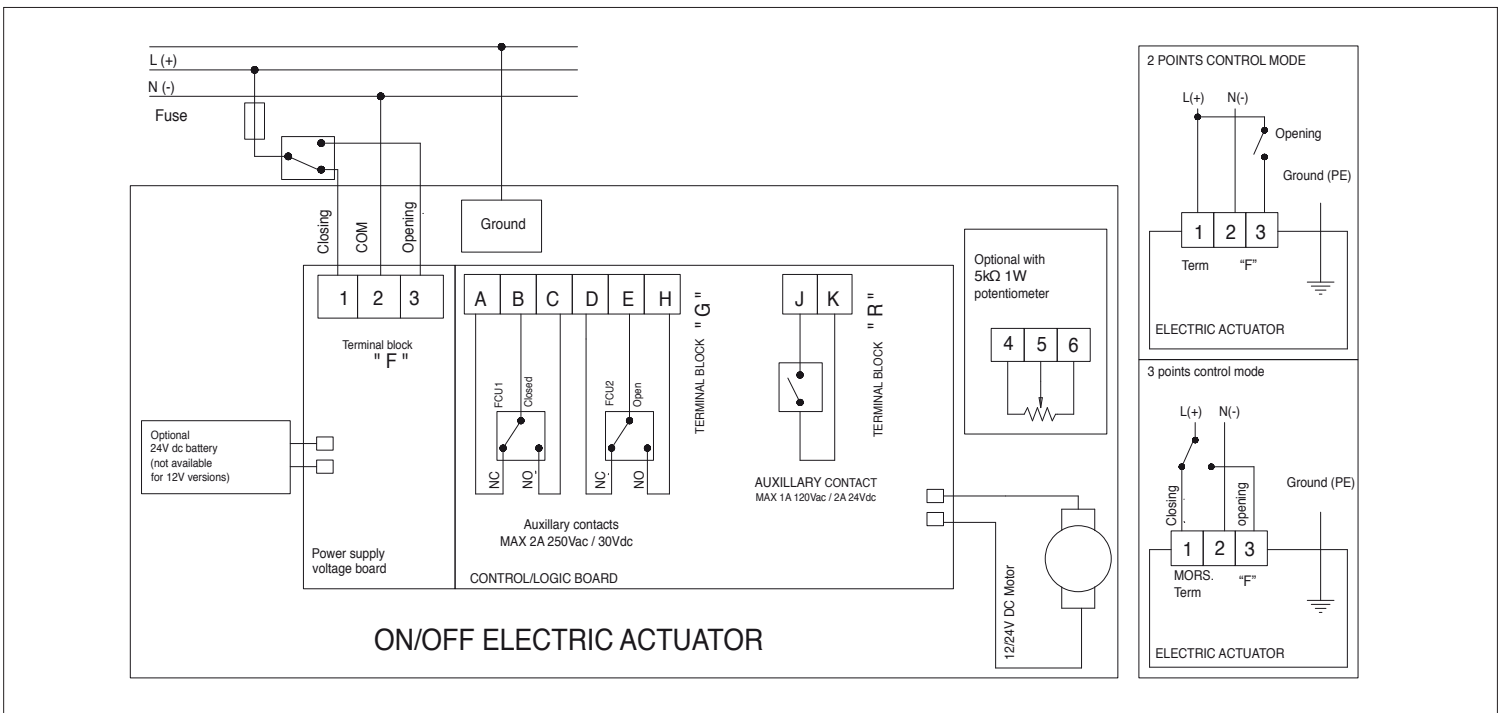 L (+)
N (-)
Fuse
Closing
COM
Opening
Ground
1 2 3
Terminal block
" F "
Optional
24V dc battery
(not available
for 12V versions)
Power supply
voltage board
A B C D E H
TERMINAL BLOCK " G "
FCU1
Closed
NC
NO
FCU2
Open
NC
NO
Auxillary contacts
MAX 2A 250Vac / 30Vdc
CONTROL/LOGIC BOARD
J K
TERMINAL BLOCK " R "
AUXILLARY CONTACT
MAX 1A 120Vac / 2A 24Vdc
Optional with
5kΩ 1W
potentiometer
4 5 6
12/24V DC Motor
ON/OFF ELECTRIC ACTUATOR
2 POINTS CONTROL MODE
L(+) N(-)
Opening
Ground (PE)
1 2 3
Term “F”
ELECTRIC ACTUATOR
3 points control mode
L(+) N(-)
Closing
opening
Ground (PE)
1 2 3
MORS. “F”
Term
ELECTRIC ACTUATOR